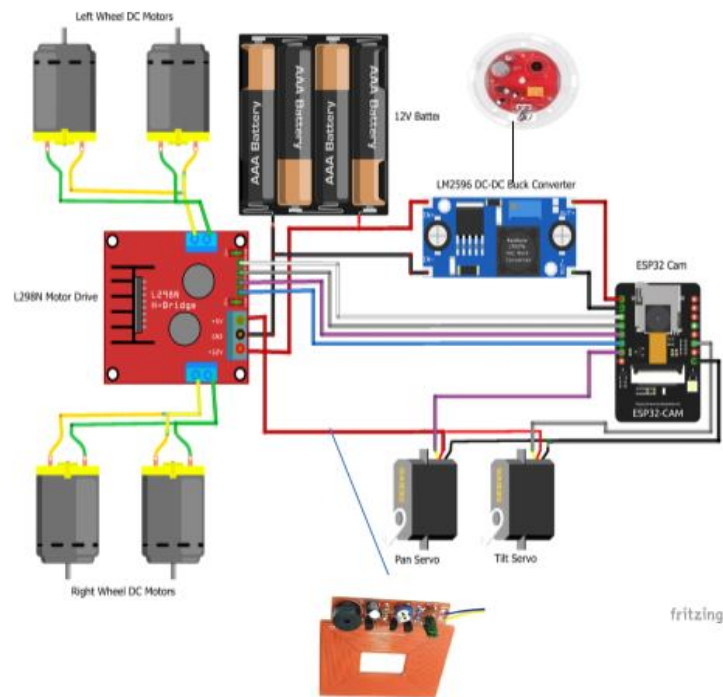 Left Wheel DC Motors
AAA Battery
AAA Battery
AAA Battery
AAA Battery
12V Batter
LM2596 DC-DC Buck Converter
ESP32 Cam
L298N Motor Drive
L298N
H-Bridge
+5V
GND
+12V
ESP32-CAM
Pan Servo
Tilt Servo
Right Wheel DC Motors
fritzing